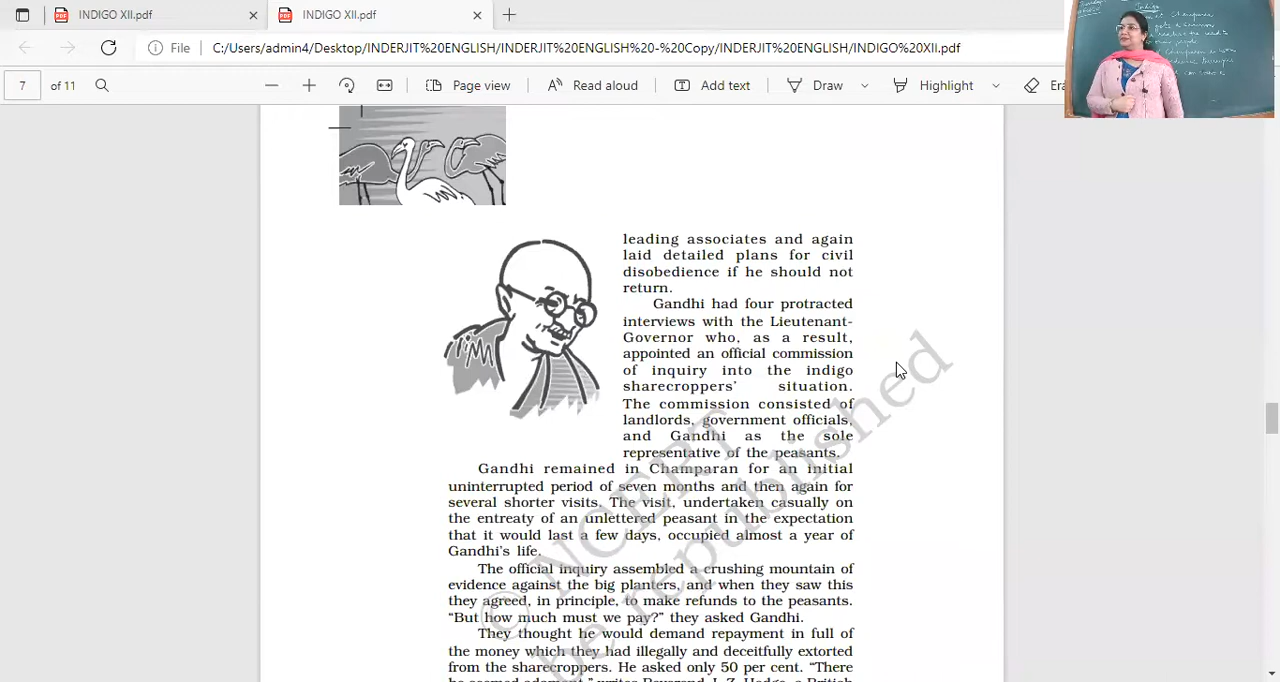 INDIGO XII.pdf
INDIGO XII.pdf
File
C:/Users/admin4/Desktop/INDERJIT%20ENGLISH/INDERJIT%20ENGLISH%20-%20Copy/INDERJIT%20ENGLISH/INDIGO%20XII.pdf
7 of 11
Page view
Read aloud
Add text
Draw
Highlight
Era
Indigo
leading associates and again
laid detailed plans for civil
disobedience if he should not
return.
Gandhi had four protracted
interviews with the Lieutenant-
Governor who, as a result,
appointed an official commission
of inquiry into the indigo
sharecroppers' situation.
The commission consisted of
landlords, government officials,
and Gandhi as the sole
representative of the peasants.
Gandhi remained in Champaran for an initial
uninterrupted period of seven months and then again for
several shorter visits. The visit, undertaken casually on
the entreaty of an unlettered peasant in the expectation
that it would last a few days, occupied almost a year of
Gandhi's life.
The official inquiry assembled a crushing mountain of
evidence against the big planters, and when they saw this
they agreed, in principle, to make refunds to the peasants.
“But how much must we pay?” they asked Gandhi.
They thought he would demand repayment in full of
the money which they had illegally and deceitfully extorted
from the sharecroppers. He asked only 50 per cent. “There
© NCERT
be republished